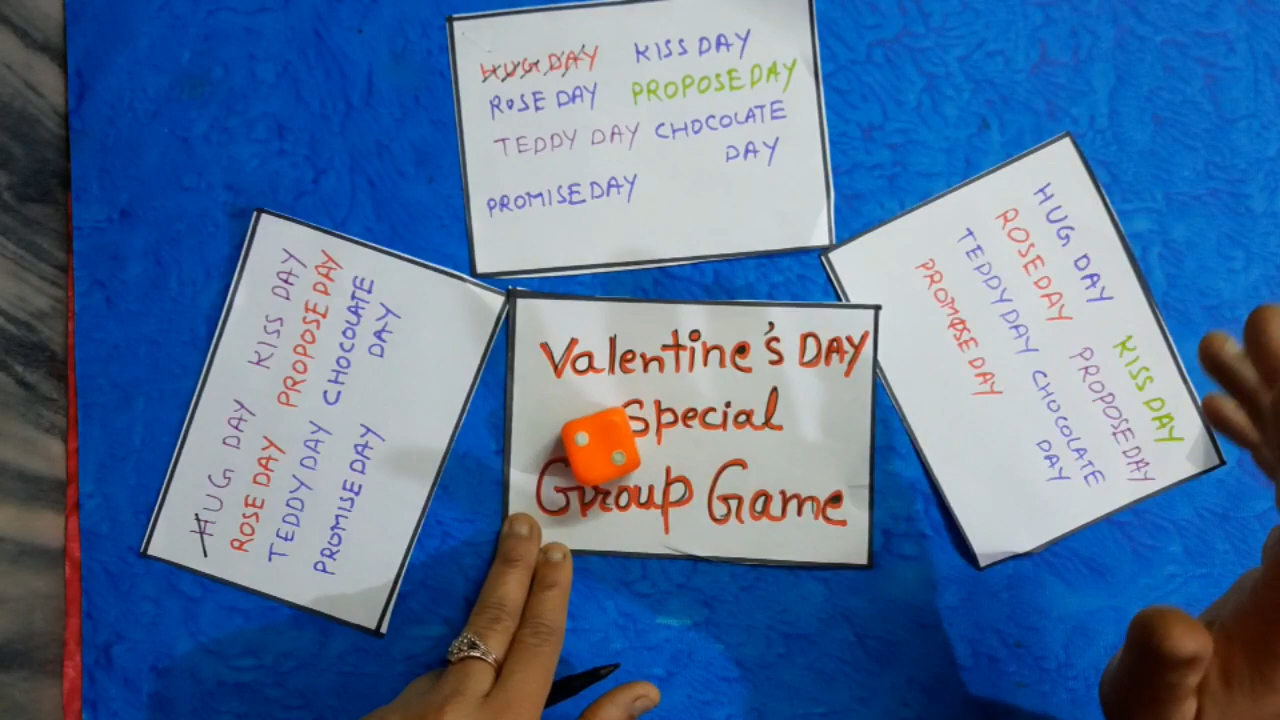 HUG DAY KISS DAY
ROSE DAY PROPOSE DAY
TEDDY DAY CHOCOLATE
DAY
PROMISE DAY
HUG DAY KISS DAY
ROSE DAY PROPOSE DAY
TEDDY DAY CHOCOLATE
DAY
PROMISE DAY
Valentine's DAY
Special
Group Game
HUG DAY KISS DAY
ROSE DAY PROPOSE DAY
TEDDY DAY CHOCOLATE
DAY
PROMISE DAY